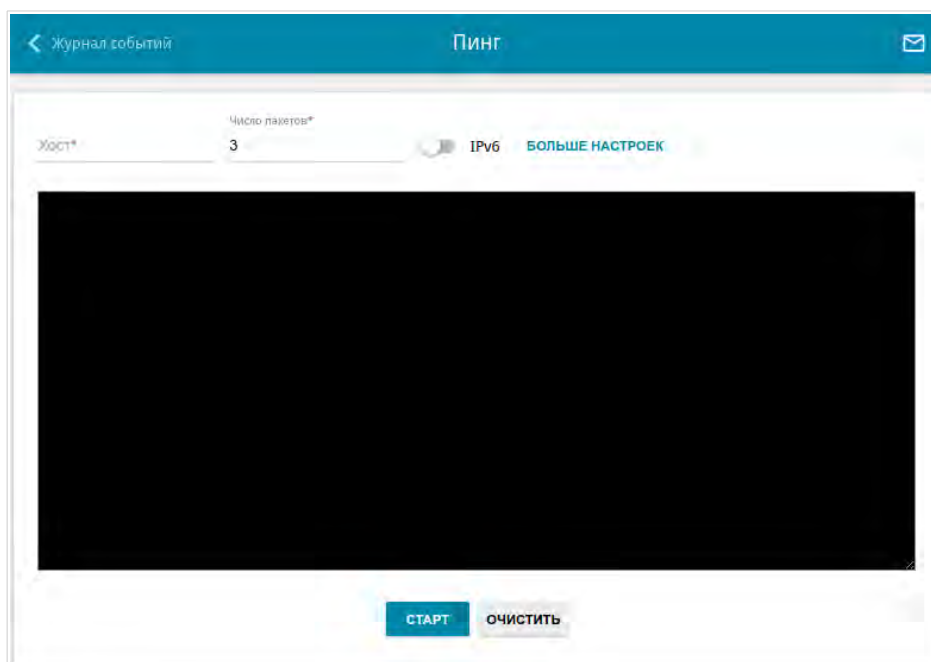 Журнал событий
Пинг
Число пакетов*
Хост*
3
IPv6
БОЛЬШЕ НАСТРОЕК
СТАРТ
ОЧИСТИТЬ